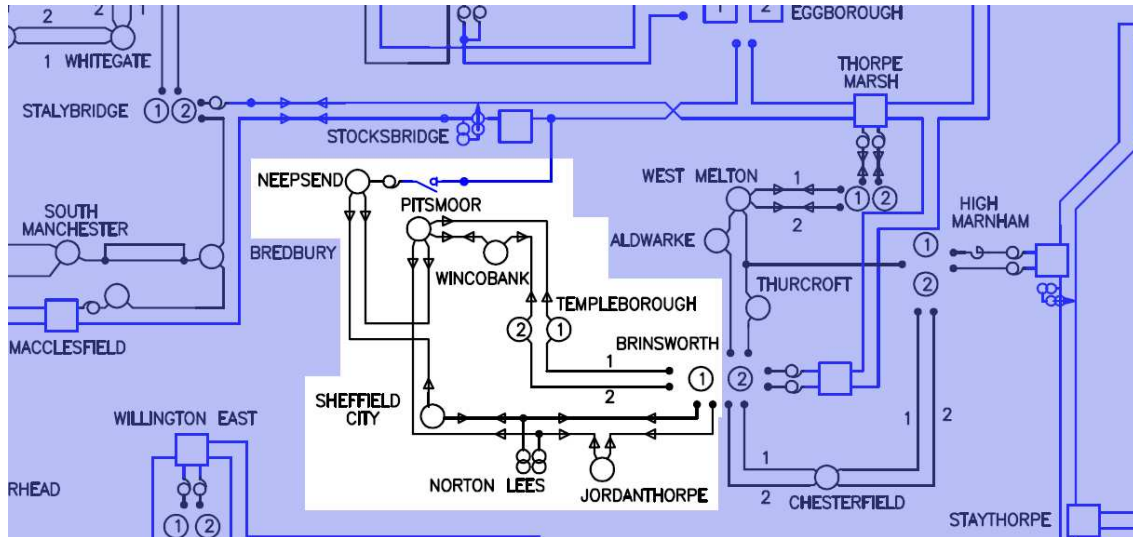 2
1
1 WHITEGATE
STALYBRIDGE
1 2
1 2
EGGBOROUGH
THORPE
MARSH
STOCKSBRIDGE
NEEPSEND
PITSMOOR
WEST MELTON
1
2
1 2
HIGH
MARNHAM
SOUTH
MANCHESTER
BREDBURY
WINCOBANK
ALDWARKE
1
2
THURCROFT
TEMPLEBOROUGH
2 1
MACCLESFIELD
BRINSWORTH
1
2
1 2
SHEFFIELD
CITY
WILLINGTON EAST
1 2
NORTON LEES
JORDANTHORPE
1
2
CHESTERFIELD
RHEAD
1 2
STAYTHORPE